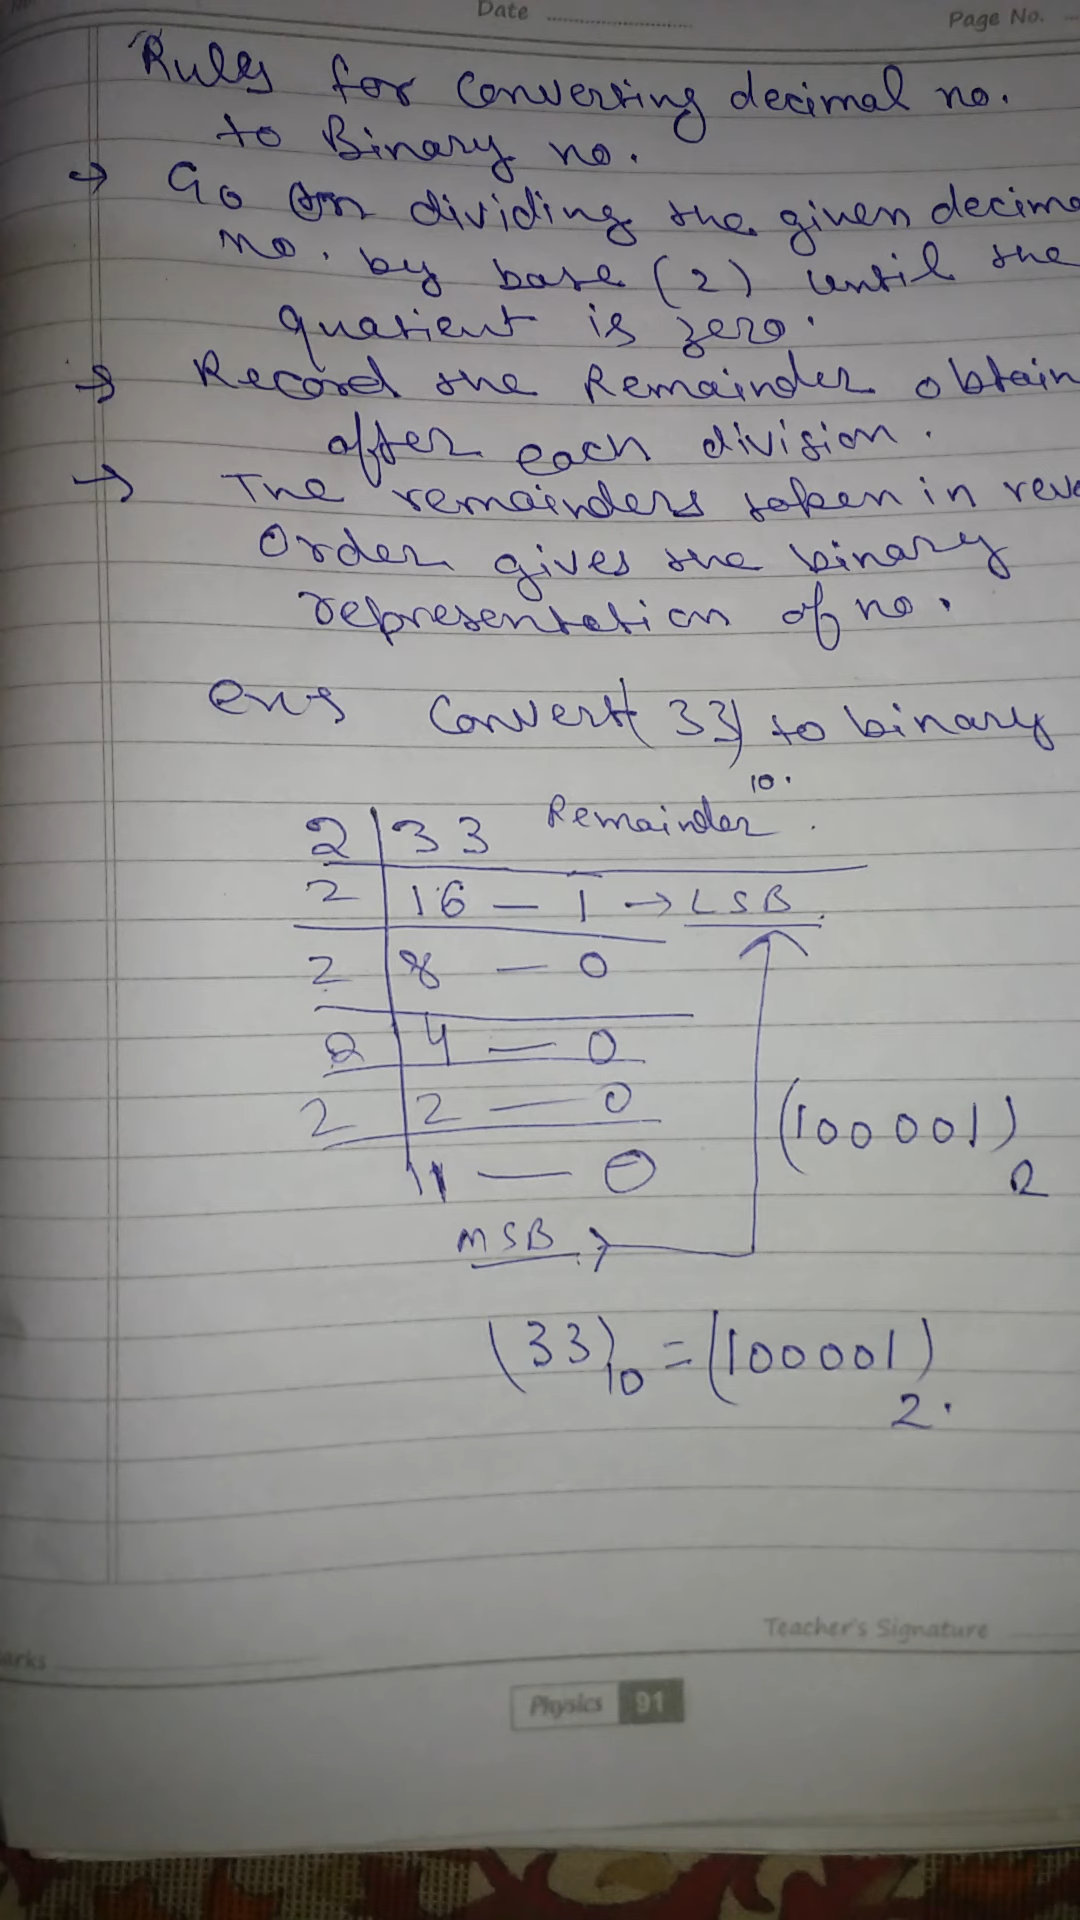 Date
Page No.
Rules for Converting decimal no.
to Binary no.
→ Go on dividing the given decima
no. by base (2) until the
quatient is zero.
→ Record the Remainder obtain
after each division.
→ The remainders taken in reve
Order gives the binary
representation of no.
Convert (33)10. to binary
2 | 33 Remainder.
2 | 16 — 1 → LSB
2 | 8 — 0
2 | 4 — 0
2 | 2 — 0
1 — 0
(100001)2
MSB
(33)10 = (100001)2.
Teacher's Signature
arks
Physics 91